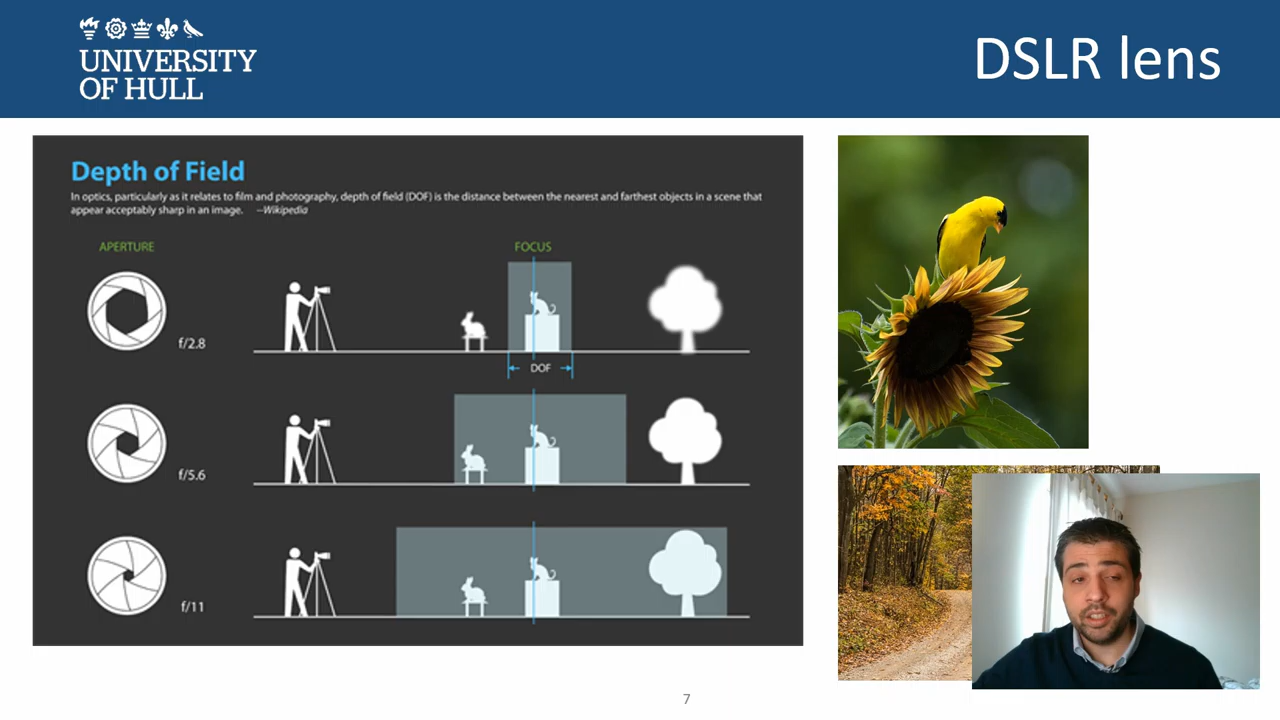 UNIVERSITY
OF HULL
DSLR lens
Depth of Field
In optics, particularly as it relates to film and photography, depth of field (DOF) is the distance between the nearest and farthest objects in a scene that
appear acceptably sharp in an image. --Wikipedia
APERTURE
FOCUS
f/2.8
DOF
f/5.6
f/11
7